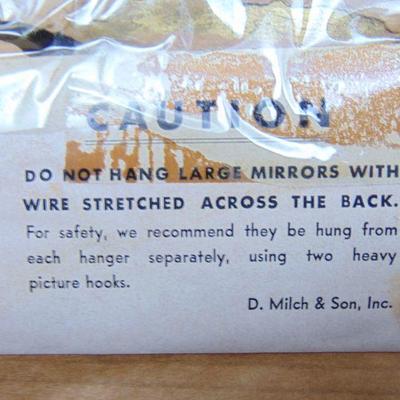 CAUTION
DO NOT HANG LARGE MIRRORS WITH
WIRE STRETCHED ACROSS THE BACK.
For safety, we recommend they be hung from
each hanger separately, using two heavy
picture hooks.
D. Milch & Son, Inc.